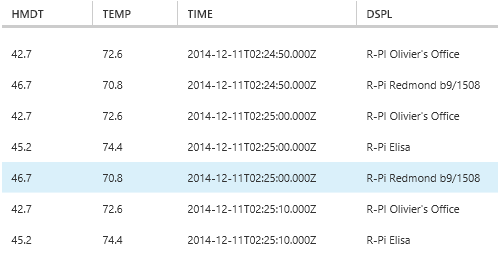 HMDT TEMP TIME DSPL
42.7 72.6 2014-12-11T02:24:50.000Z R-PI Olivier's Office
46.7 70.8 2014-12-11T02:24:50.000Z R-Pi Redmond b9/1508
42.7 72.6 2014-12-11T02:25:00.000Z R-PI Olivier's Office
45.2 74.4 2014-12-11T02:25:00.000Z R-Pi Elisa
46.7 70.8 2014-12-11T02:25:00.000Z R-Pi Redmond b9/1508
42.7 72.6 2014-12-11T02:25:10.000Z R-PI Olivier's Office
45.2 74.4 2014-12-11T02:25:10.000Z R-Pi Elisa